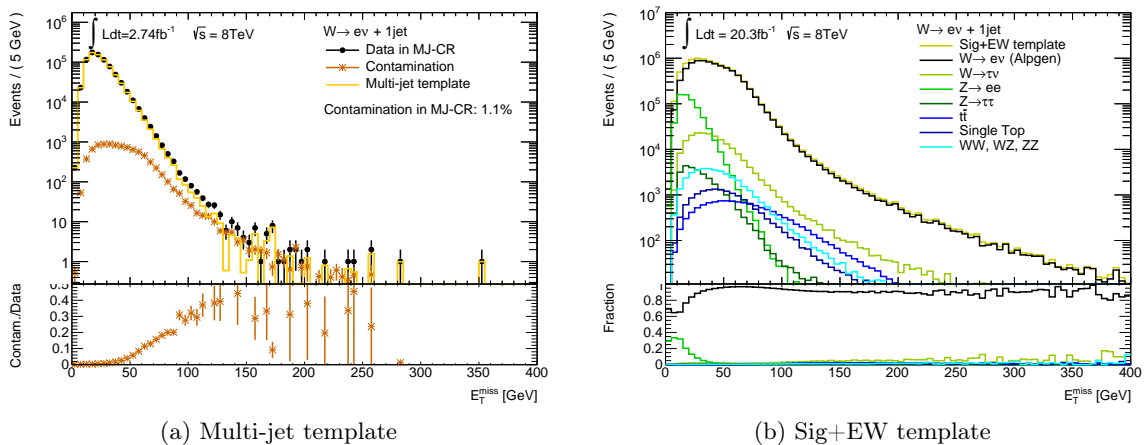 ∫ Ldt=2.74fb⁻¹ √s = 8TeV
W→ eν + 1jet
Data in MJ-CR
Contamination
Multi-jet template
Contamination in MJ-CR: 1.1%
Events / ( 5 GeV )
10⁶
10⁵
10⁴
10³
10²
10
1
Contam./Data
0.5
0.4
0.3
0.2
0.1
0
0 50 100 150 200 250 300 350 400
E_T^miss [GeV]
(a) Multi-jet template
∫ Ldt = 20.3fb⁻¹ √s = 8TeV
W→ eν + 1jet
Sig+EW template
W→ eν (Alpgen)
W→ τν
Z→ ee
Z→ ττ
tt̄
Single Top
WW, WZ, ZZ
Events / ( 5 GeV )
10⁷
10⁶
10⁵
10⁴
10³
10²
Fraction
1
0.8
0.6
0.4
0.2
0
0 50 100 150 200 250 300 350 400
E_T^miss [GeV]
(b) Sig+EW template